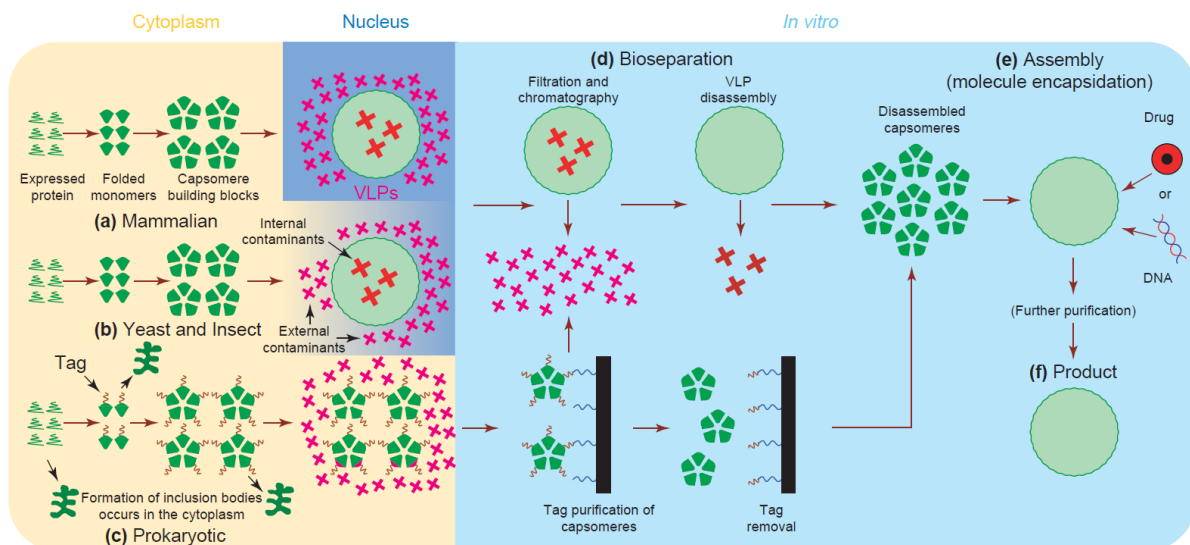 Cytoplasm
Nucleus
In vitro
(d) Bioseparation
(e) Assembly
(molecule encapsidation)
Filtration and
chromatography
VLP
disassembly
Disassembled
capsomeres
Drug
or
DNA
Expressed
protein
Folded
monomers
Capsomere
building blocks
VLPs
(a) Mammalian
Internal
contaminants
(b) Yeast and Insect
External
contaminants
(Further purification)
Tag
(f) Product
Formation of inclusion bodies
occurs in the cytoplasm
(c) Prokaryotic
Tag purification of
capsomeres
Tag
removal